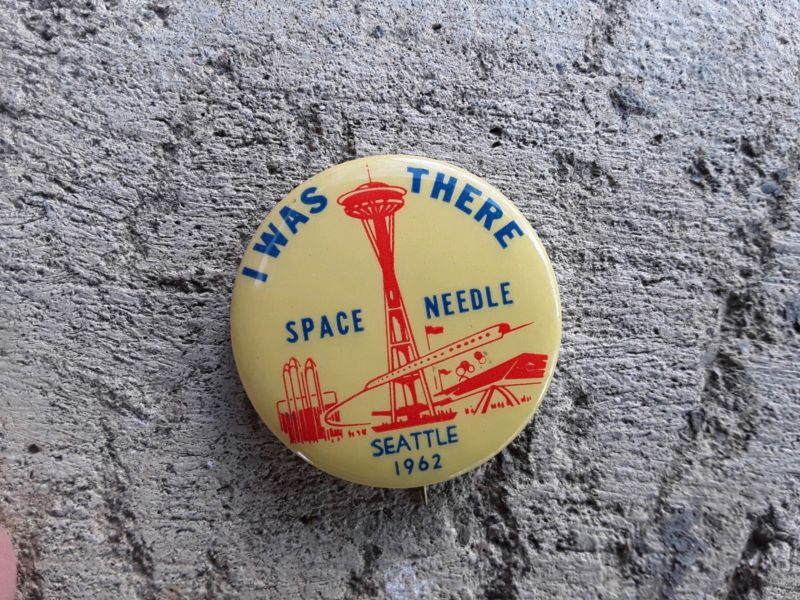 I WAS THERE
SPACE NEEDLE
SEATTLE
1962